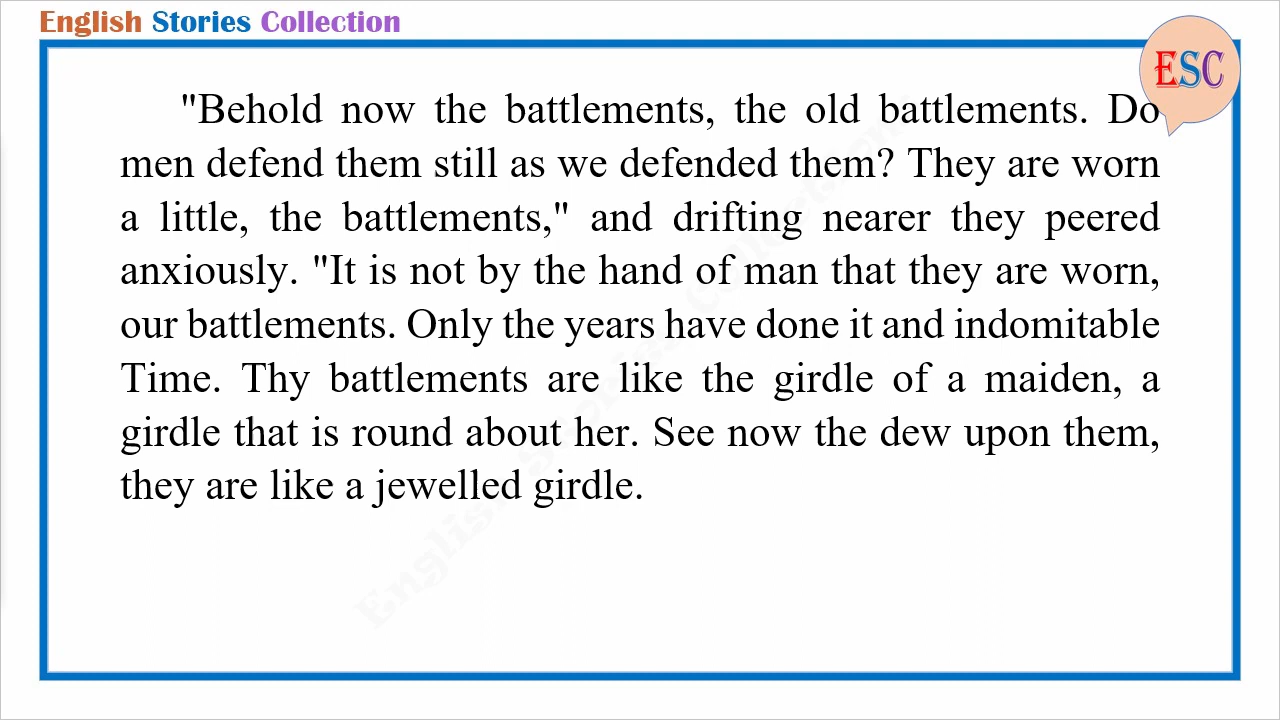 English Stories Collection
ESC
"Behold now the battlements, the old battlements. Do
men defend them still as we defended them? They are worn
a little, the battlements," and drifting nearer they peered
anxiously. "It is not by the hand of man that they are worn,
our battlements. Only the years have done it and indomitable
Time. Thy battlements are like the girdle of a maiden, a
girdle that is round about her. See now the dew upon them,
they are like a jewelled girdle.
English Stories Collection